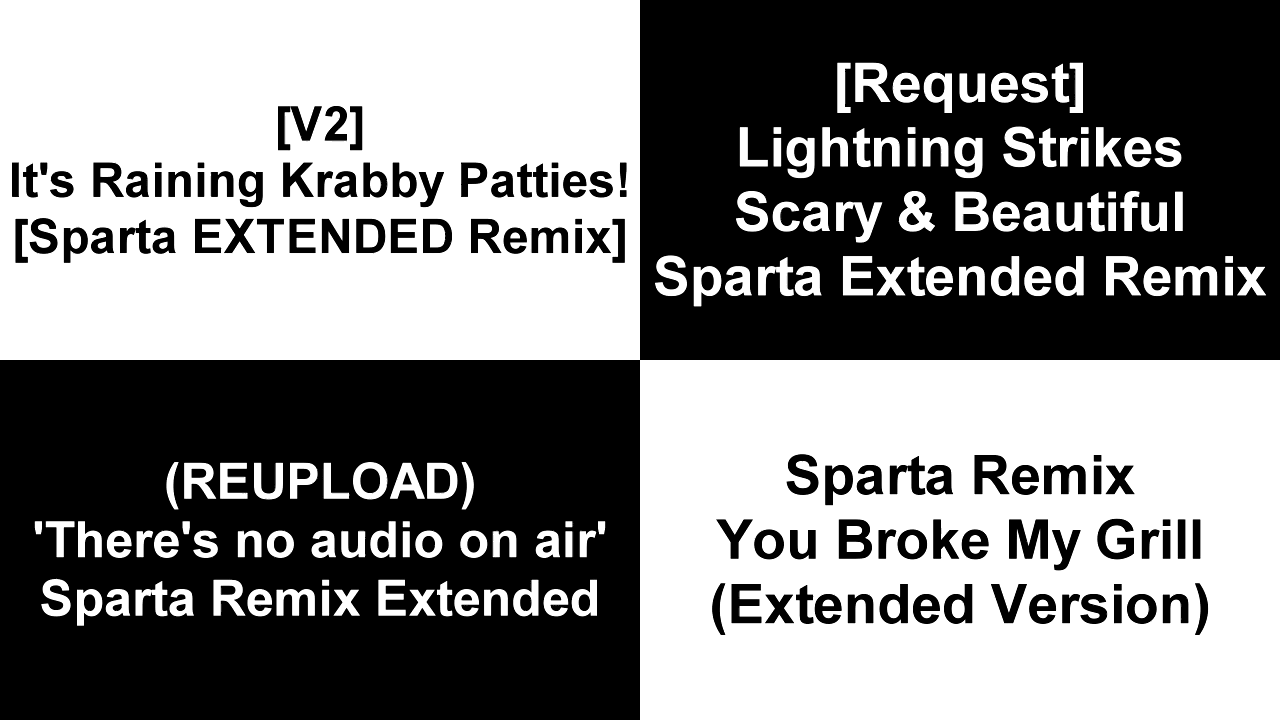 [V2]
It's Raining Krabby Patties!
[Sparta EXTENDED Remix]
[Request]
Lightning Strikes
Scary & Beautiful
Sparta Extended Remix
(REUPLOAD)
'There's no audio on air'
Sparta Remix Extended
Sparta Remix
You Broke My Grill
(Extended Version)